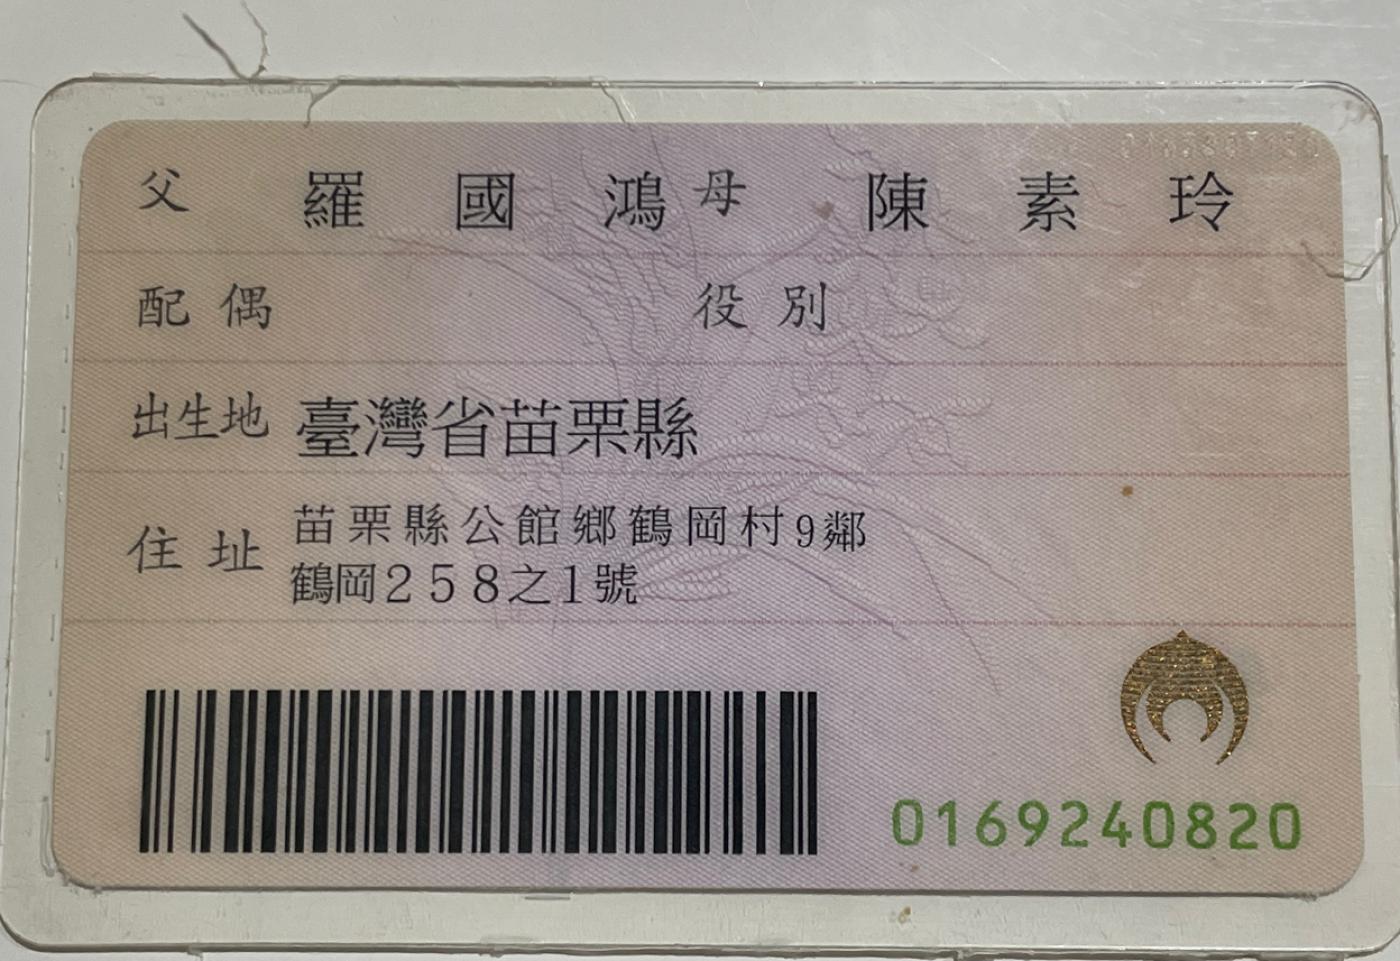 父 羅國鴻 母 陳素玲
配偶 役別
出生地 臺灣省苗栗縣
住址 苗栗縣公館鄉鶴岡村9鄰
鶴岡258之1號
0169240820